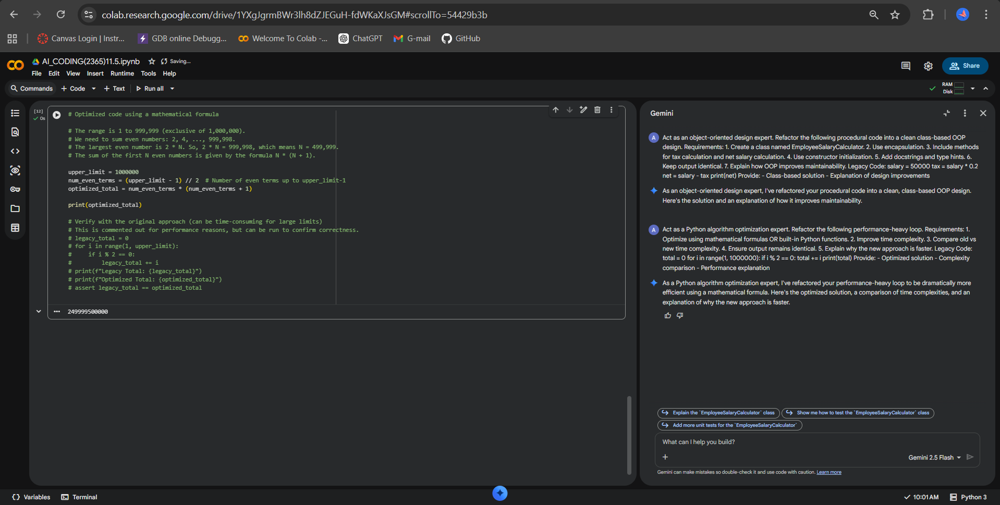 colab.research.google.com/drive/1YXgJgrmBWr3lh8dZJEGuH-fdWKaXJsGM#scrollTo=54429b3b
Canvas Login | Instr...
GDB online Debugg...
Welcome To Colab -...
ChatGPT
G-mail
GitHub
AI_CODING(2365)11.5.ipynb
Saving...
File Edit View Insert Runtime Tools Help
Share
Commands + Code + Text Run all
RAM
Disk
[12]
0s
# Optimized code using a mathematical formula
# The range is 1 to 999,999 (exclusive of 1,000,000).
# We need to sum even numbers: 2, 4, ..., 999,998.
# The largest even number is 2 * N. So, 2 * N = 999,998, which means N = 499,999.
# The sum of the first N even numbers is given by the formula N * (N + 1).
upper_limit = 1000000
num_even_terms = (upper_limit - 1) // 2  # Number of even terms up to upper_limit-1
optimized_total = num_even_terms * (num_even_terms + 1)
print(optimized_total)
# Verify with the original approach (can be time-consuming for large limits)
# This is commented out for performance reasons, but can be run to confirm correctness.
# legacy_total = 0
# for i in range(1, upper_limit):
#     if i % 2 == 0:
#         legacy_total += i
# print(f"Legacy Total: {legacy_total}")
# print(f"Optimized Total: {optimized_total}")
# assert legacy_total == optimized_total
249999500000
Gemini
A
Act as an object-oriented design expert. Refactor the following procedural code into a clean class-based OOP
design. Requirements: 1. Create a class named EmployeeSalaryCalculator. 2. Use encapsulation. 3. Include methods
for tax calculation and net salary calculation. 4. Use constructor initialization. 5. Add docstrings and type hints. 6.
Keep output identical. 7. Explain how OOP improves maintainability. Legacy Code: salary = 50000 tax = salary * 0.2
net = salary - tax print(net) Provide: - Class-based solution - Explanation of design improvements
As an object-oriented design expert, I've refactored your procedural code into a clean, class-based OOP design.
Here's the solution and an explanation of how it improves maintainability.
A
Act as a Python algorithm optimization expert. Refactor the following performance-heavy loop. Requirements: 1.
Optimize using mathematical formulas OR built-in Python functions. 2. Improve time complexity. 3. Compare old vs
new time complexity. 4. Ensure output remains identical. 5. Explain why the new approach is faster. Legacy Code:
total = 0 for i in range(1, 1000000): if i % 2 == 0: total += i print(total) Provide: - Optimized solution - Complexity
comparison - Performance explanation
As a Python algorithm optimization expert, I've refactored your performance-heavy loop to be dramatically more
efficient using a mathematical formula. Here's the optimized solution, a comparison of time complexities, and an
explanation of why the new approach is faster.
Explain the `EmployeeSalaryCalculator` class
Show me how to test the `EmployeeSalaryCalculator` class
Add more unit tests for the `EmployeeSalaryCalculator`
What can I help you build?
+
Gemini 2.5 Flash
Gemini can make mistakes so double-check it and use code with caution. Learn more
Variables
Terminal
10:01 AM
Python 3